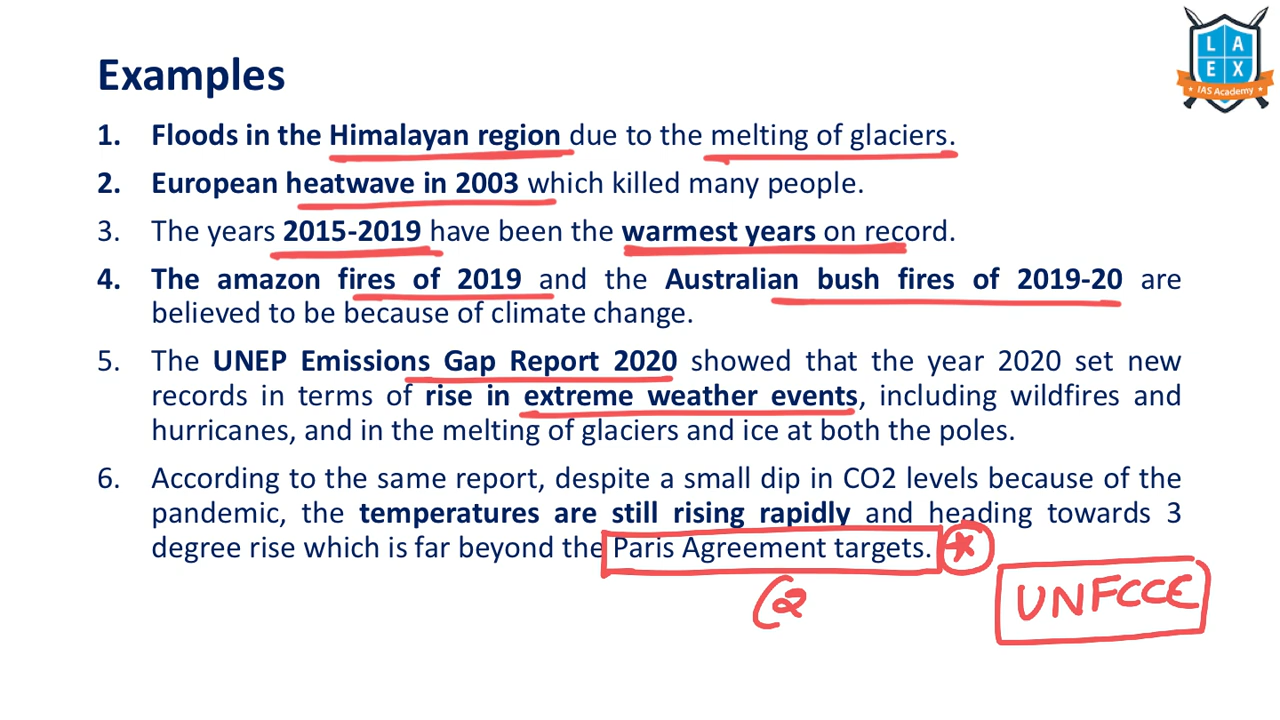 L A
E X
IAS Academy
Examples
1. Floods in the Himalayan region due to the melting of glaciers.
2. European heatwave in 2003 which killed many people.
3. The years 2015-2019 have been the warmest years on record.
4. The amazon fires of 2019 and the Australian bush fires of 2019-20 are
believed to be because of climate change.
5. The UNEP Emissions Gap Report 2020 showed that the year 2020 set new
records in terms of rise in extreme weather events, including wildfires and
hurricanes, and in the melting of glaciers and ice at both the poles.
6. According to the same report, despite a small dip in CO2 levels because of the
pandemic, the temperatures are still rising rapidly and heading towards 3
degree rise which is far beyond the Paris Agreement targets.
(2
UNFCCC